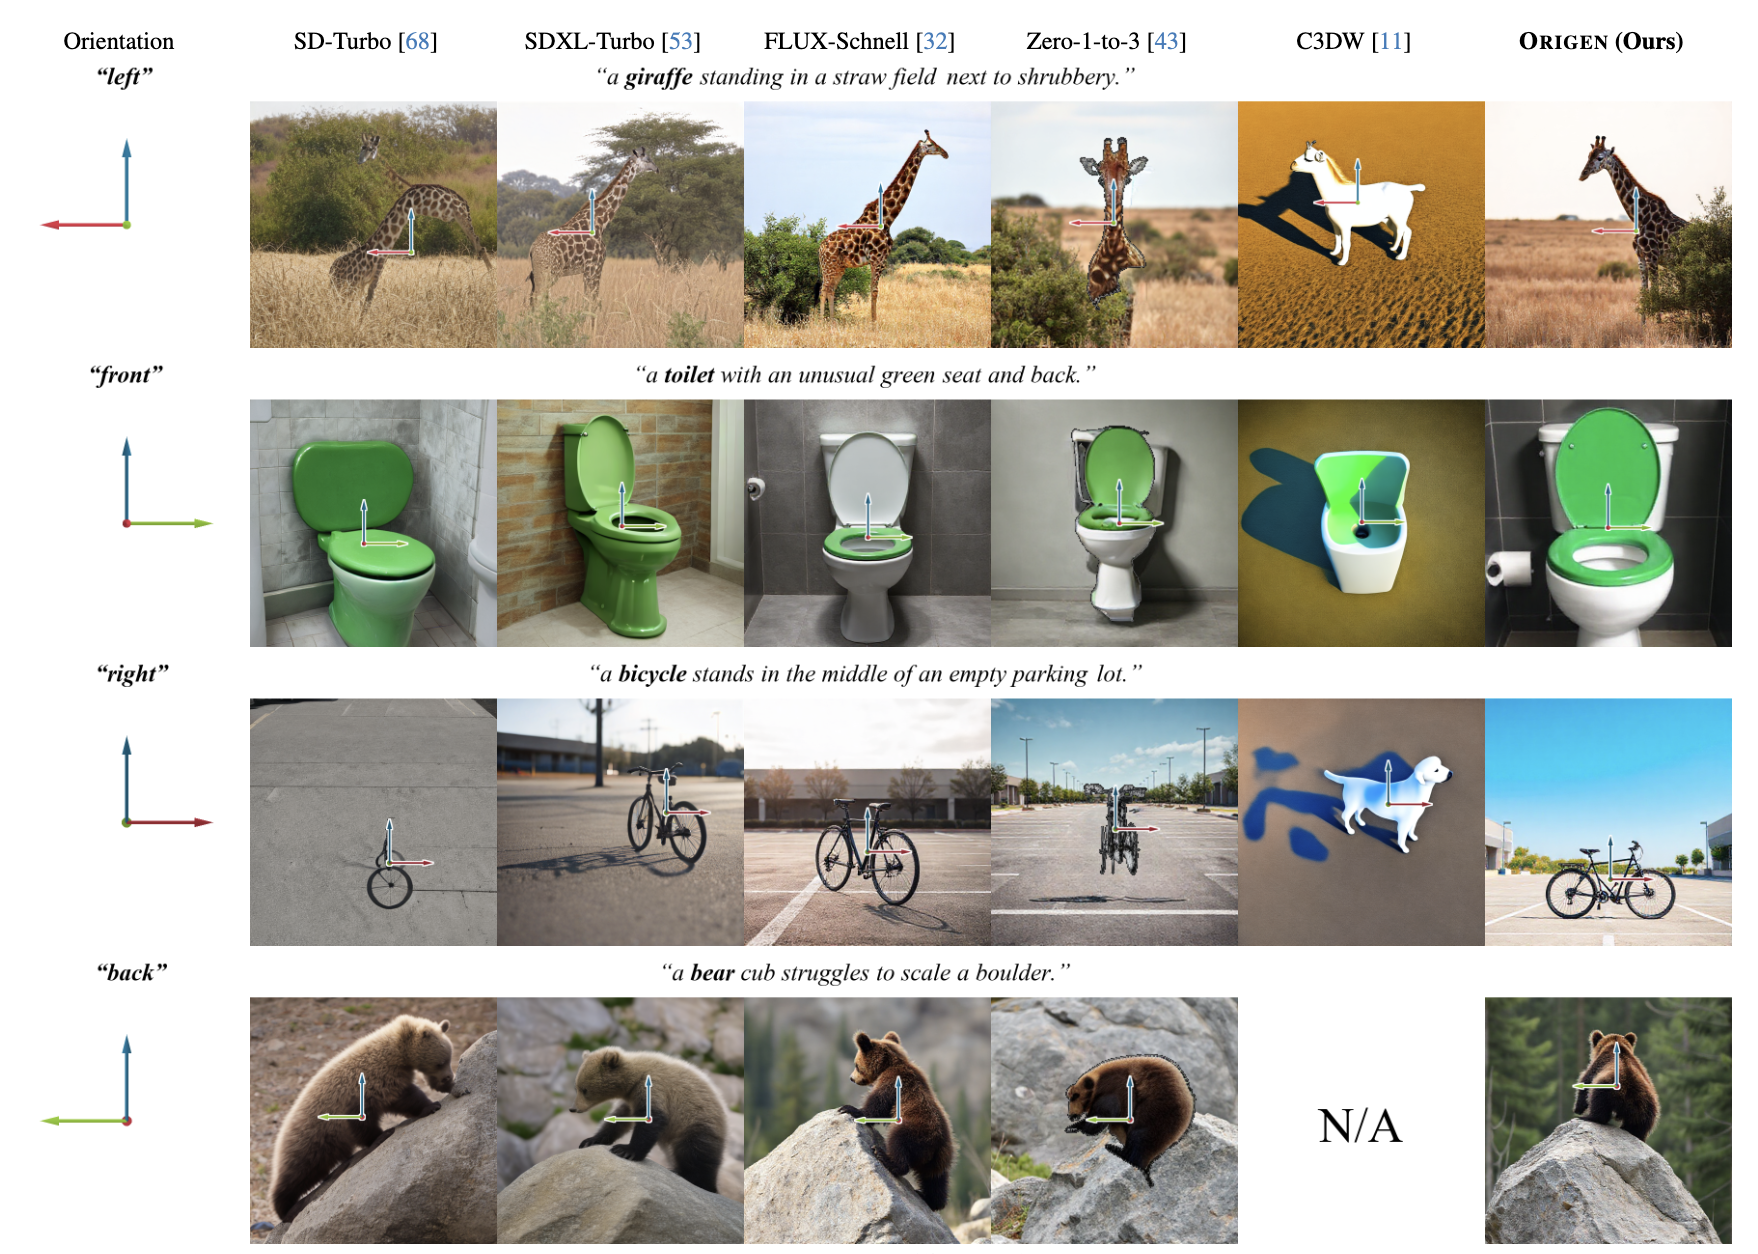 Orientation SD-Turbo [68] SDXL-Turbo [53] FLUX-Schnell [32] Zero-1-to-3 [43] C3DW [11] ORIGEN (Ours)
“left” “a giraffe standing in a straw field next to shrubbery.”
“front” “a toilet with an unusual green seat and back.”
“right” “a bicycle stands in the middle of an empty parking lot.”
“back” “a bear cub struggles to scale a boulder.”
N/A